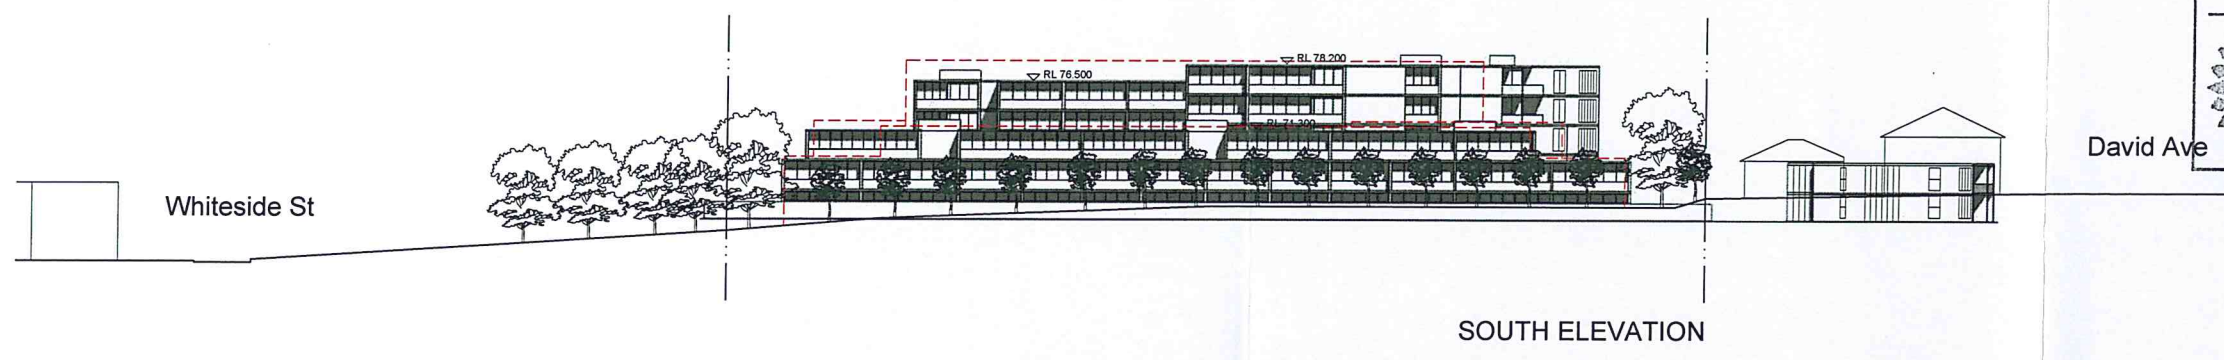 RL 78.200
RL 76.500
RL 71.300
David Ave
Whiteside St
SOUTH ELEVATION